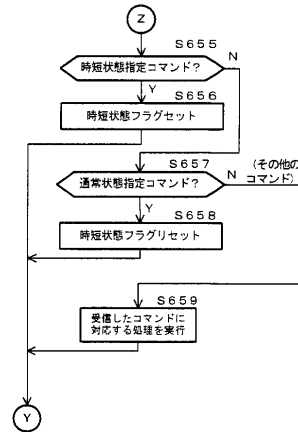 Z
S655
時短状態指定コマンド?
N
Y
S656
時短状態フラグセット
S657
通常状態指定コマンド?
N
(その他の
コマンド)
Y
S658
時短状態フラグリセット
S659
受信したコマンドに
対応する処理を実行
Y